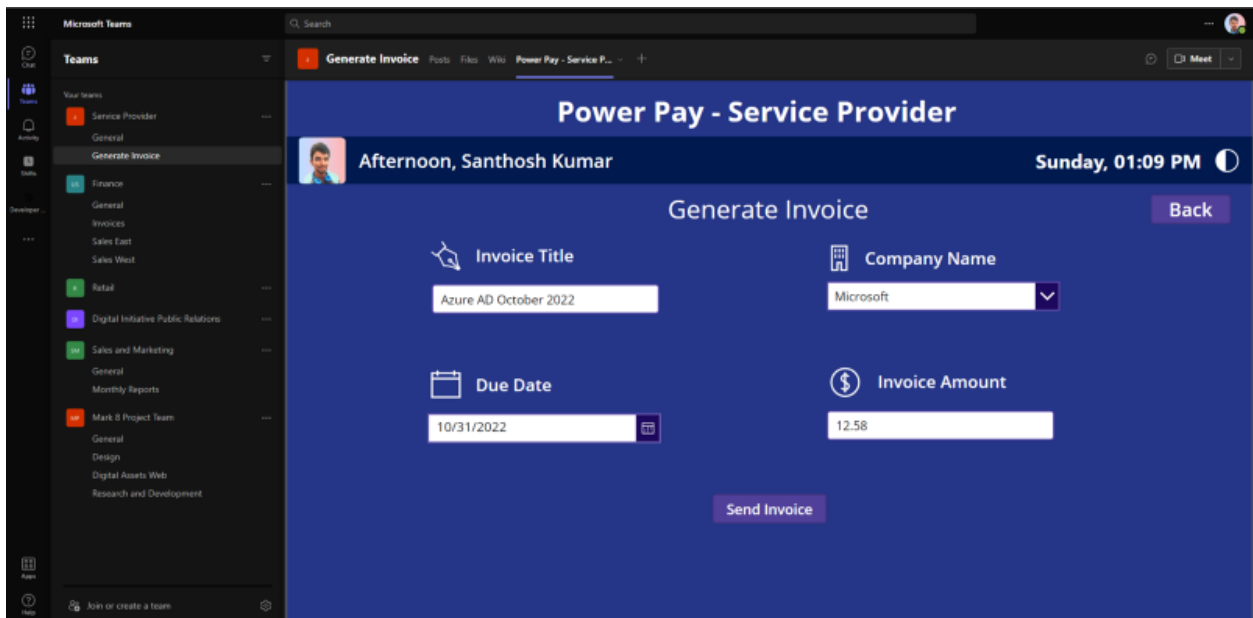 Microsoft Teams
Search
Chat
Teams
Activity
Shifts
Developer ...
Apps
Help
Teams
Your teams
Service Provider
General
Generate Invoice
Finance
General
Invoices
Sales East
Sales West
Retail
Digital Initiative Public Relations
Sales and Marketing
General
Monthly Reports
Mark 8 Project Team
General
Design
Digital Assets Web
Research and Development
Join or create a team
Generate Invoice Posts Files Wiki Power Pay - Service P...
Meet
Power Pay - Service Provider
Afternoon, Santhosh Kumar
Sunday, 01:09 PM
Generate Invoice
Back
Invoice Title
Azure AD October 2022
Company Name
Microsoft
Due Date
10/31/2022
Invoice Amount
12.58
Send Invoice